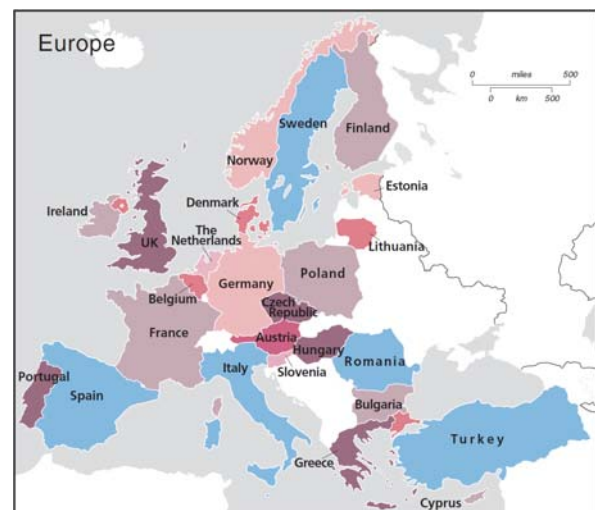 Europe
0 miles 500
0 km 500
Sweden
Finland
Norway
Estonia
Denmark
Ireland
The
Netherlands
Lithuania
UK
Poland
Germany
Belgium
Czech
Republic
France
Austria
Hungary
Slovenia
Romania
Italy
Portugal
Spain
Bulgaria
Turkey
Greece
Cyprus